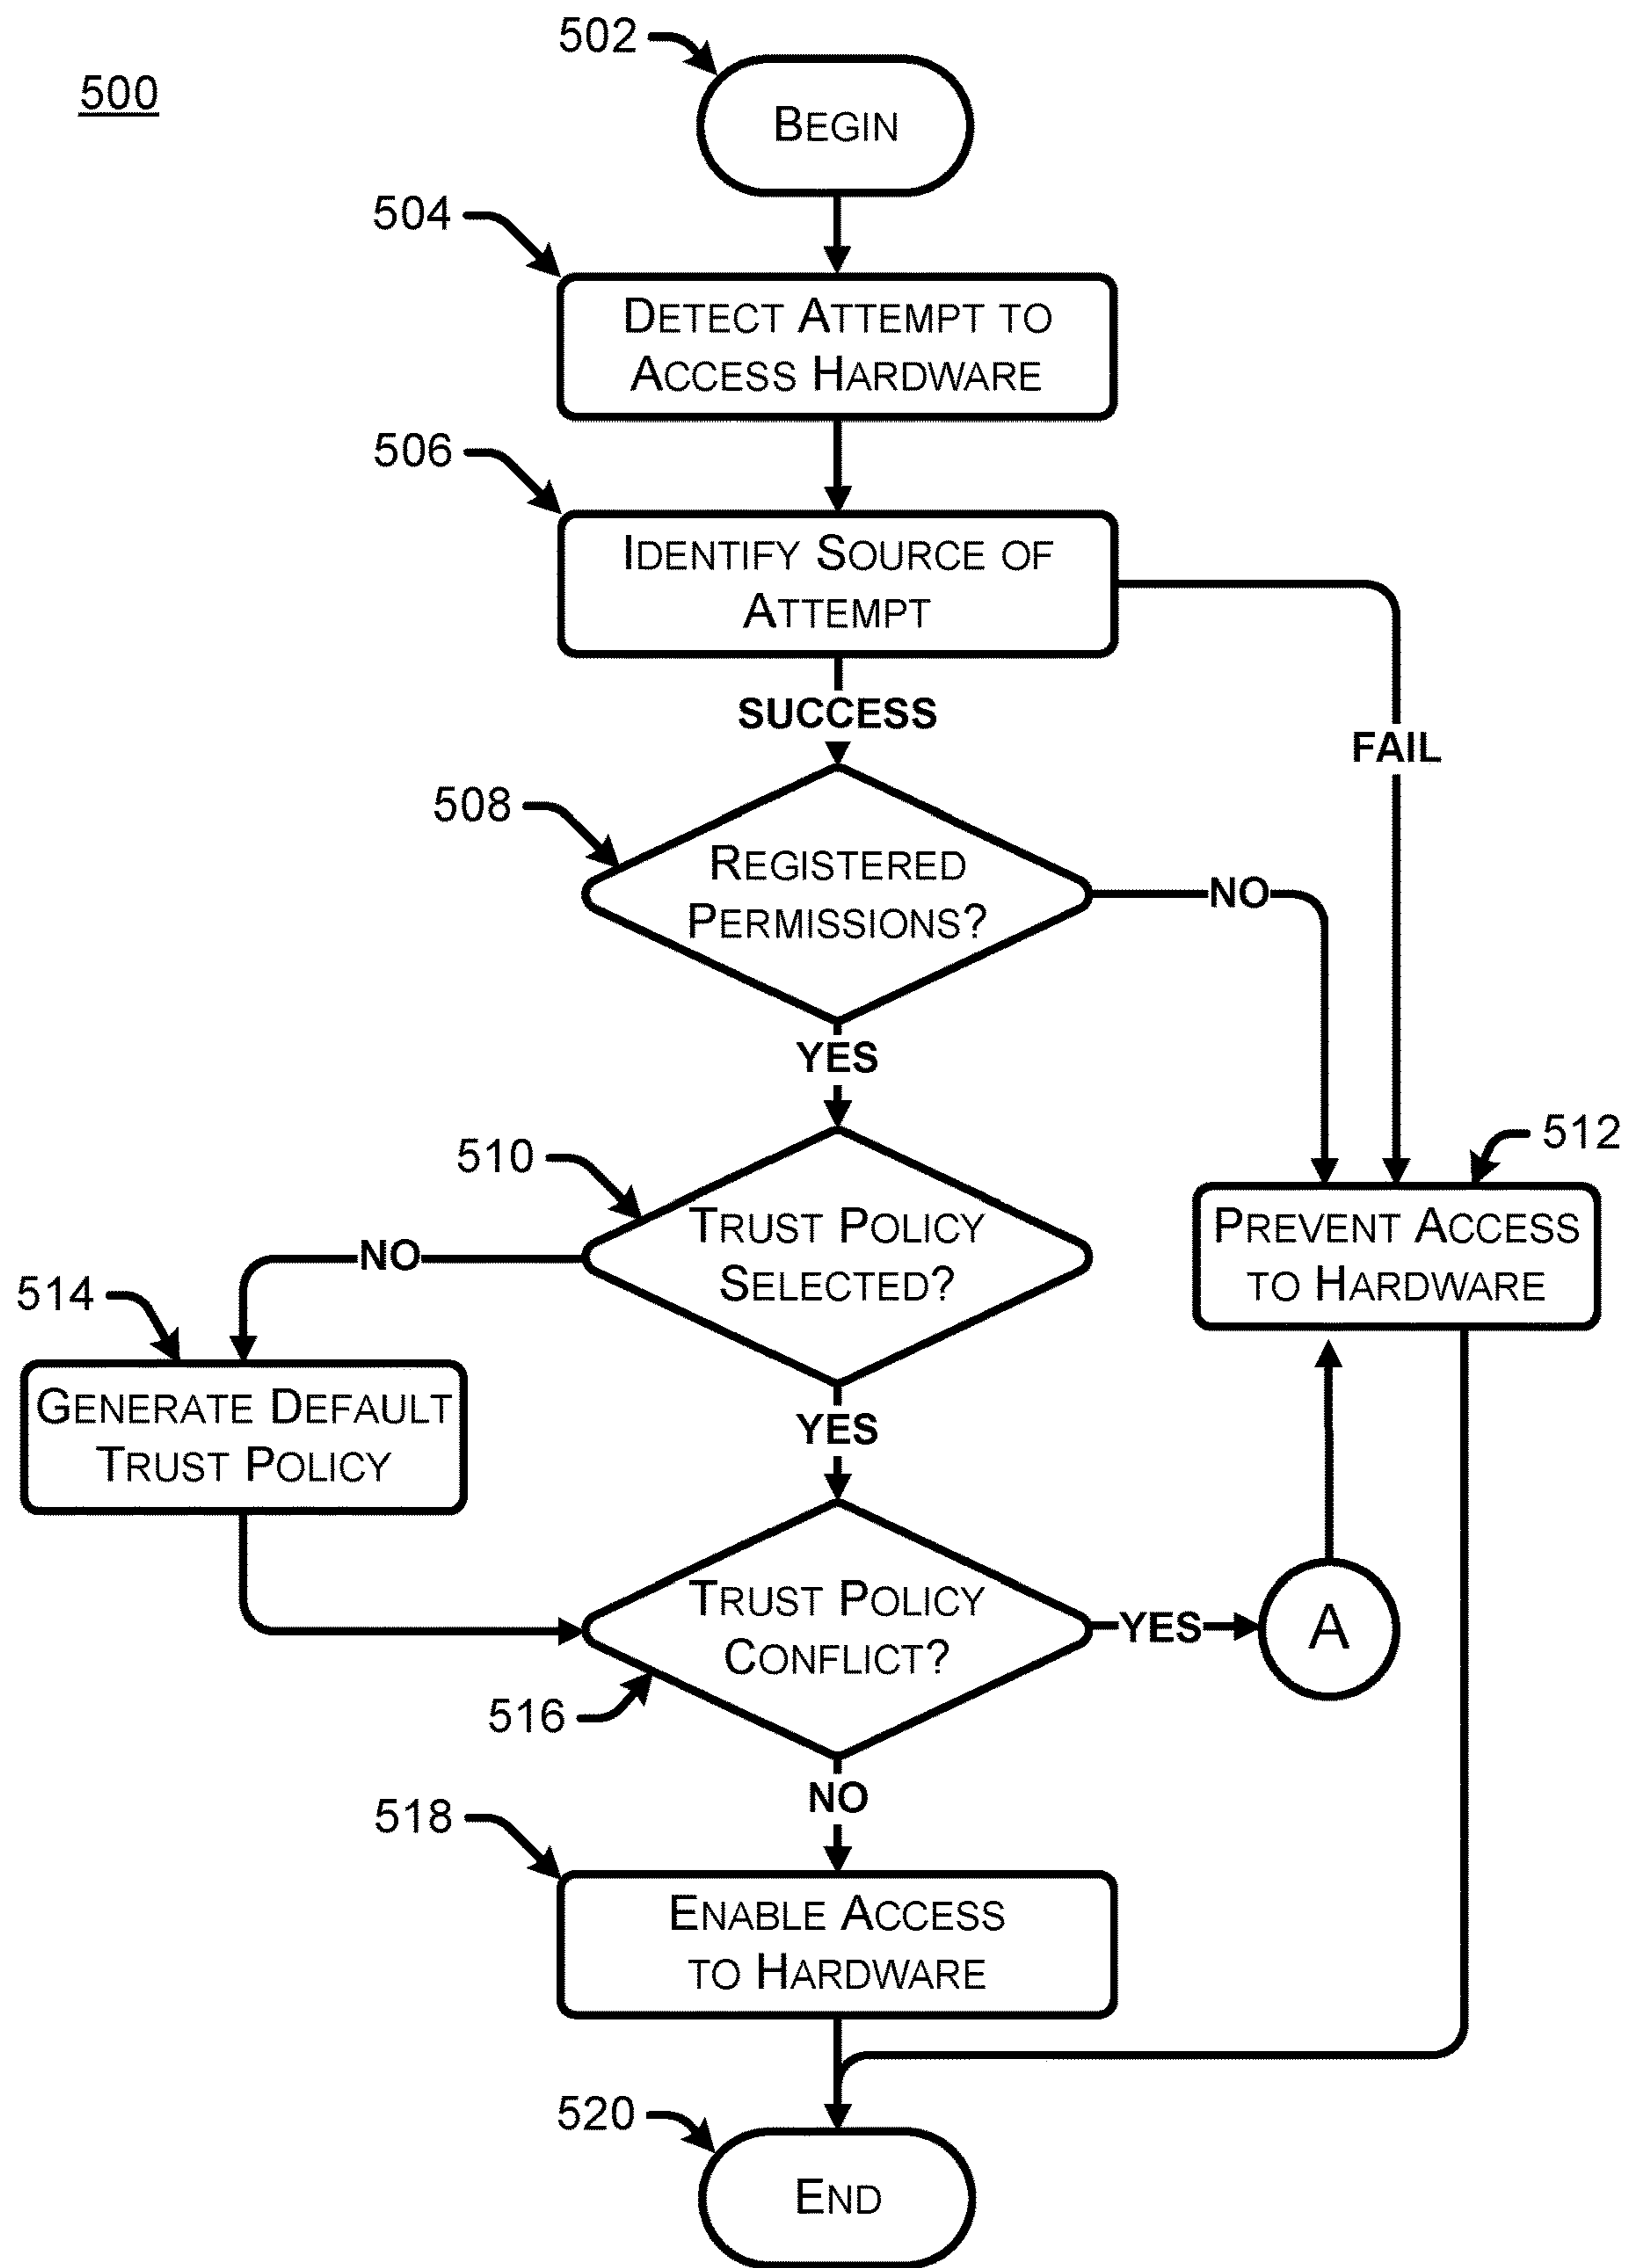 502
500
BEGIN
504
DETECT ATTEMPT TO
ACCESS HARDWARE
506
IDENTIFY SOURCE OF
ATTEMPT
SUCCESS
FAIL
508
REGISTERED
PERMISSIONS?
NO
YES
510
512
TRUST POLICY
SELECTED?
PREVENT ACCESS
TO HARDWARE
NO
514
GENERATE DEFAULT
TRUST POLICY
YES
TRUST POLICY
CONFLICT?
YES
A
516
NO
518
ENABLE ACCESS
TO HARDWARE
520
END